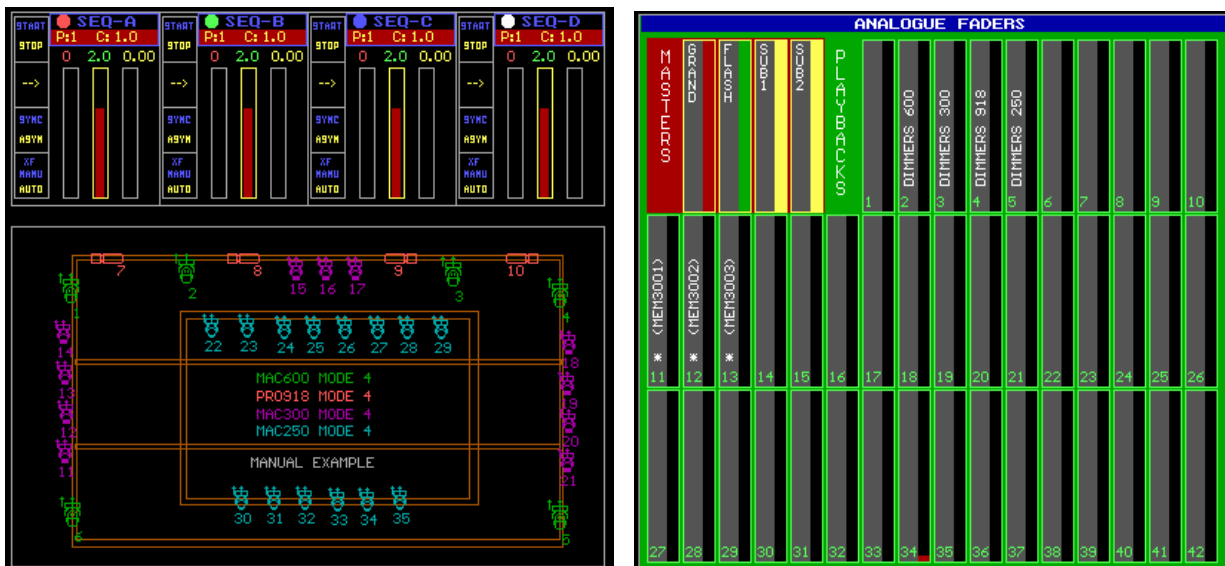 START SEQ-A START SEQ-B START SEQ-C START SEQ-D
P:1 C: 1.0 P:1 C: 1.0 P:1 C: 1.0 P:1 C: 1.0
STOP STOP STOP STOP
0 2.0 0.00 0 2.0 0.00 0 2.0 0.00 0 2.0 0.00
--> --> --> -->
SYNC SYNC SYNC SYNC
ASYM ASYM ASYM ASYM
XF XF XF XF
MANU MANU MANU MANU
AUTO AUTO AUTO AUTO
7 8 9 10
2 15 16 17 3
1 4
22 23 24 25 26 27 28 29
14 18
MAC600 MODE 4
13 PRO918 MODE 4 19
MAC300 MODE 4
12 MAC250 MODE 4 20
MANUAL EXAMPLE
11 21
30 31 32 33 34 35
6 5
ANALOGUE FADERS
MASTERS
GRAND
FLASH
SUB1
SUB2
PLAYBACKS
DIMMERS 600
DIMMERS 300
DIMMERS 918
DIMMERS 250
1 2 3 4 5 6 7 8 9 10
* (MEM3001)
* (MEM3002)
* (MEM3003)
11 12 13 14 15 16 17 18 19 20 21 22 23 24 25 26
27 28 29 30 31 32 33 34 35 36 37 38 39 40 41 42